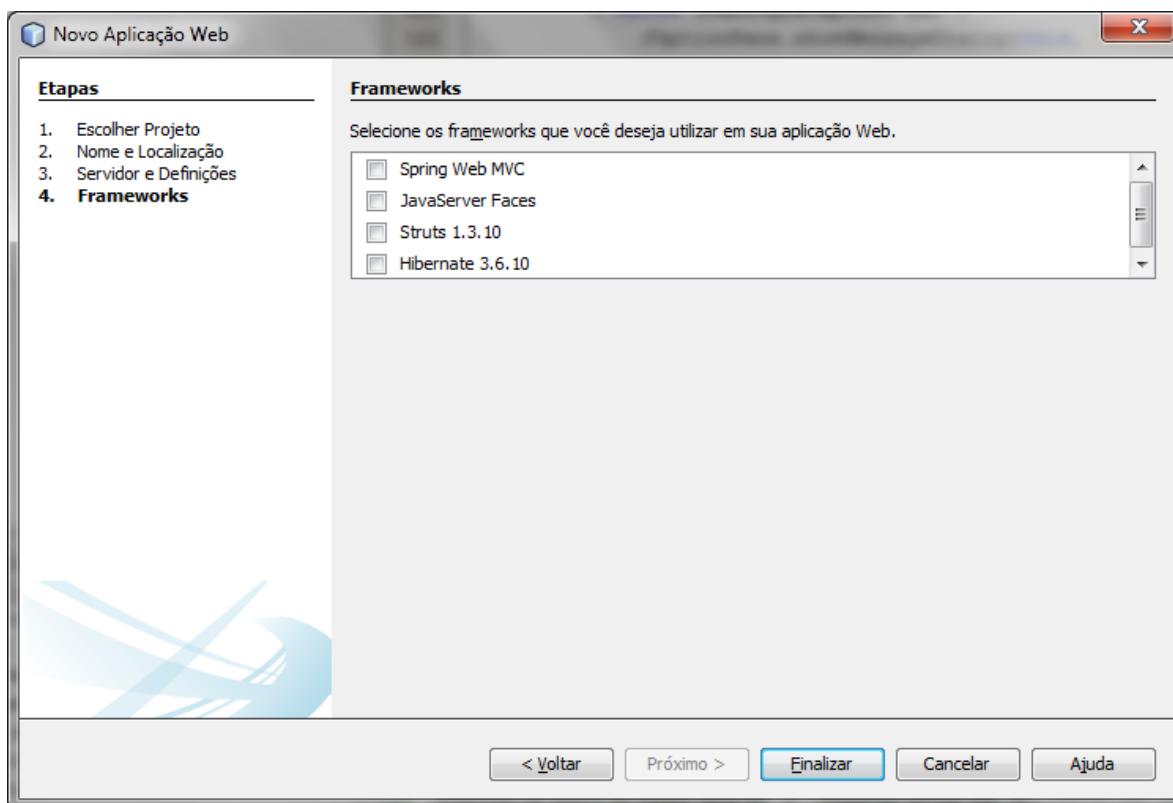 Novo Aplicação Web
Etapas
1. Escolher Projeto
2. Nome e Localização
3. Servidor e Definições
4. Frameworks
Frameworks
Selecione os frameworks que você deseja utilizar em sua aplicação Web.
Spring Web MVC
JavaServer Faces
Struts 1.3.10
Hibernate 3.6.10
< Voltar
Próximo >
Finalizar
Cancelar
Ajuda